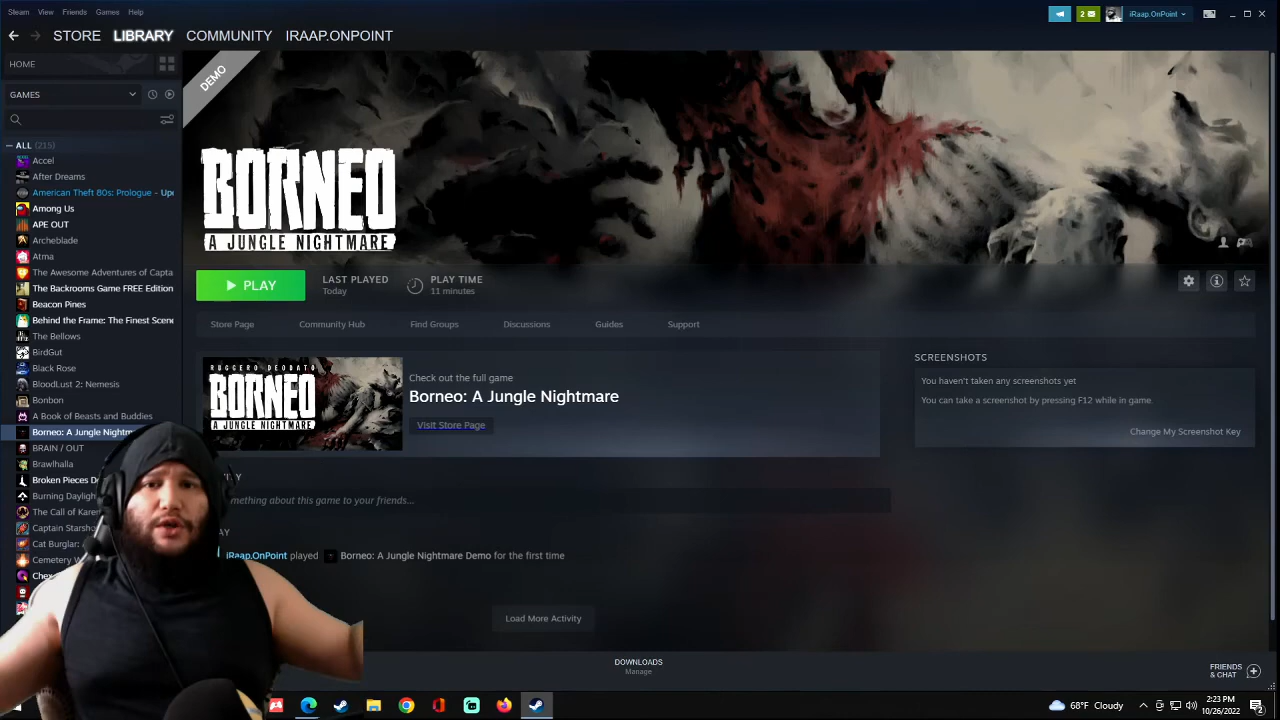 Steam View Friends Games Help
2
iRaap.OnPoint
STORE LIBRARY COMMUNITY IRAAP.ONPOINT
HOME
GAMES
ALL (215)
Accel
After Dreams
American Theft 80s: Prologue - Upd
Among Us
APE OUT
Archeblade
Atma
The Awesome Adventures of Capta
The Backrooms Game FREE Edition
Beacon Pines
Behind the Frame: The Finest Scene
The Bellows
BirdGut
Black Rose
BloodLust 2: Nemesis
Bonbon
A Book of Beasts and Buddies
Borneo: A Jungle Nightm
BRAIN / OUT
Brawlhalla
Broken Pieces D
Burning Dayligh
The Call of Karen
Captain Starsh
Cat Burglar:
Cemetery W
Chex
DEMO
BORNEO
A JUNGLE NIGHTMARE
PLAY
LAST PLAYED
Today
PLAY TIME
11 minutes
Store Page Community Hub Find Groups Discussions Guides Support
RUGGERO DEODATO
BORNEO
A JUNGLE NIGHTMARE
Check out the full game
Borneo: A Jungle Nightmare
Visit Store Page
SCREENSHOTS
You haven't taken any screenshots yet
You can take a screenshot by pressing F12 while in game.
Change My Screenshot Key
mething about this game to your friends...
AY
iRaap.OnPoint played Borneo: A Jungle Nightmare Demo for the first time
Load More Activity
DOWNLOADS
Manage
FRIENDS
& CHAT
68°F Cloudy
2:23 PM
10/26/2022
2